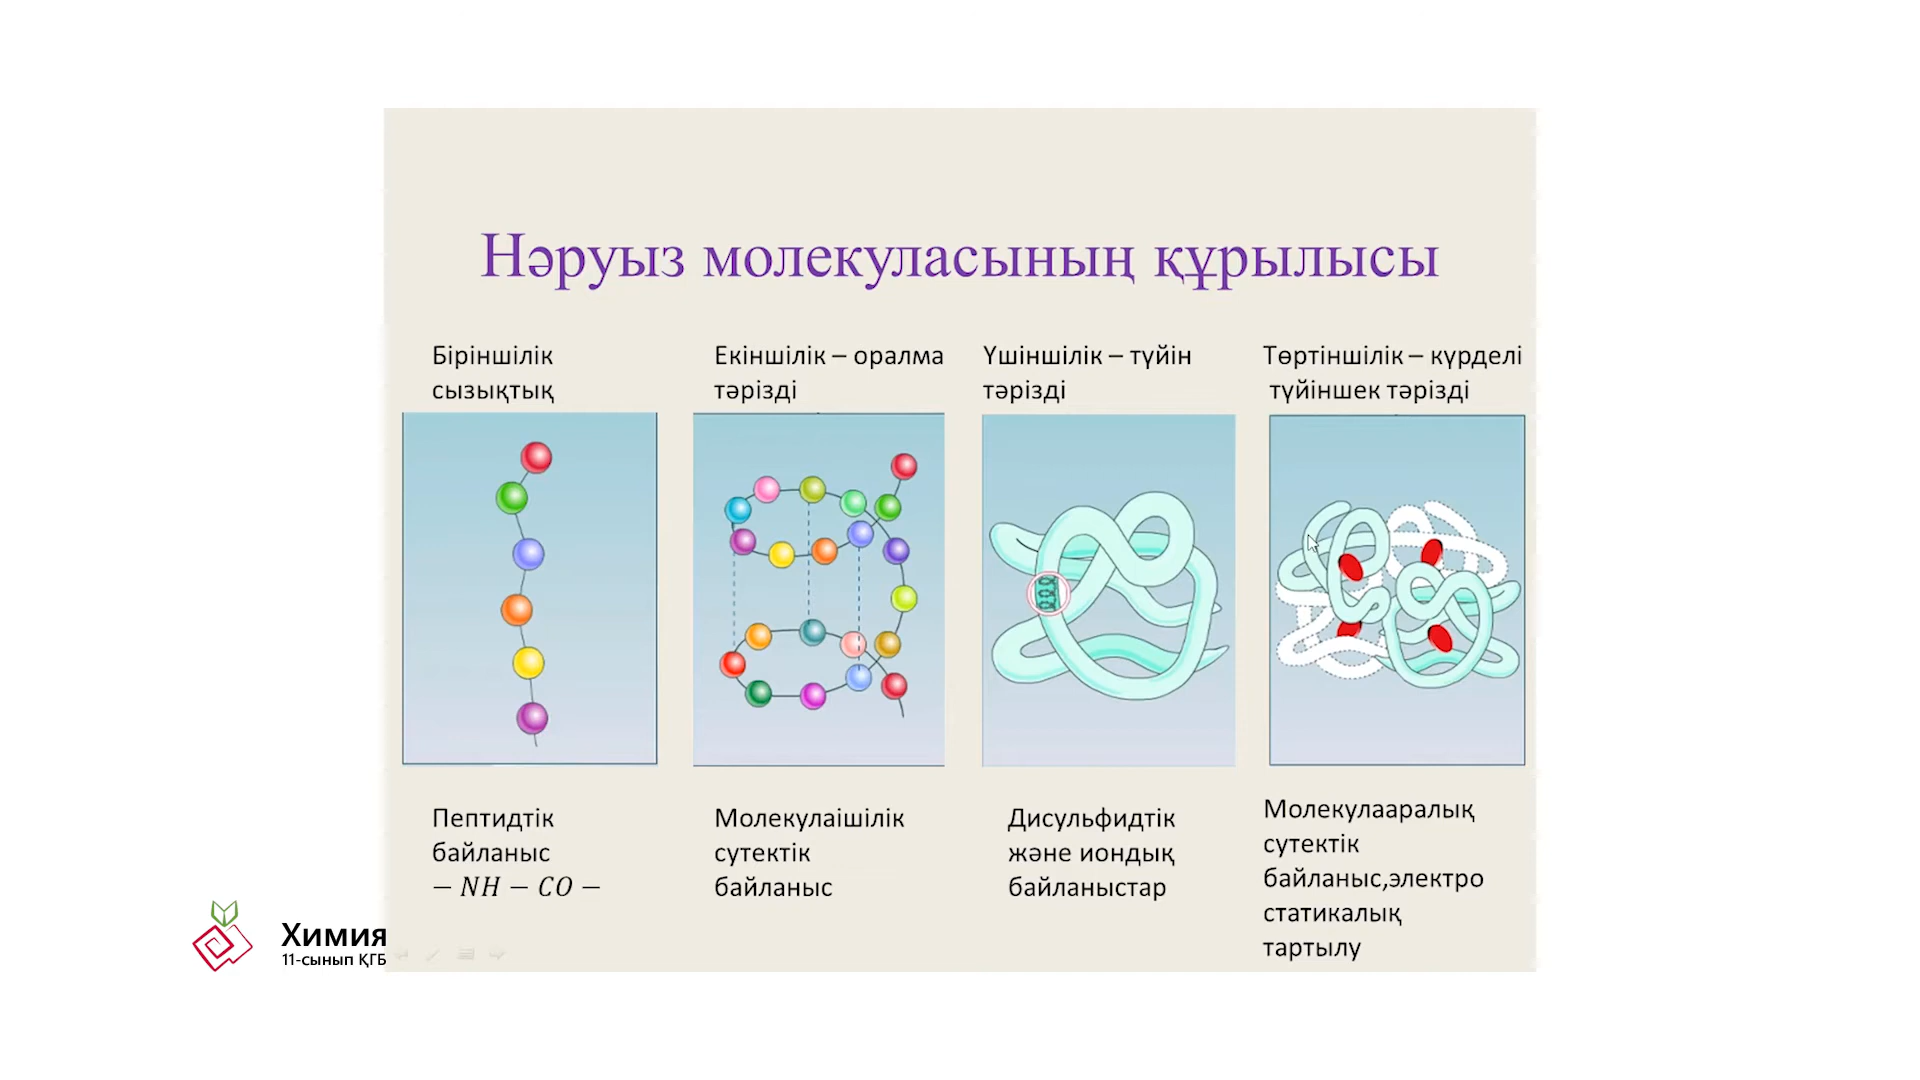 Нәруыз молекуласының құрылысы
Біріншілік
сызықтық
Екіншілік – оралма
тәрізді
Үшіншілік – түйін
тәрізді
Төртіншілік – күрделі
түйіншек тәрізді
Пептидтік
байланыс
− NH − CO −
Молекулаішілік
сутектік
байланыс
Дисульфидтік
және иондық
байланыстар
Молекулааралық
сутектік
байланыс,электро
статикалық
тартылу
Химия
11-сынып ҚГБ